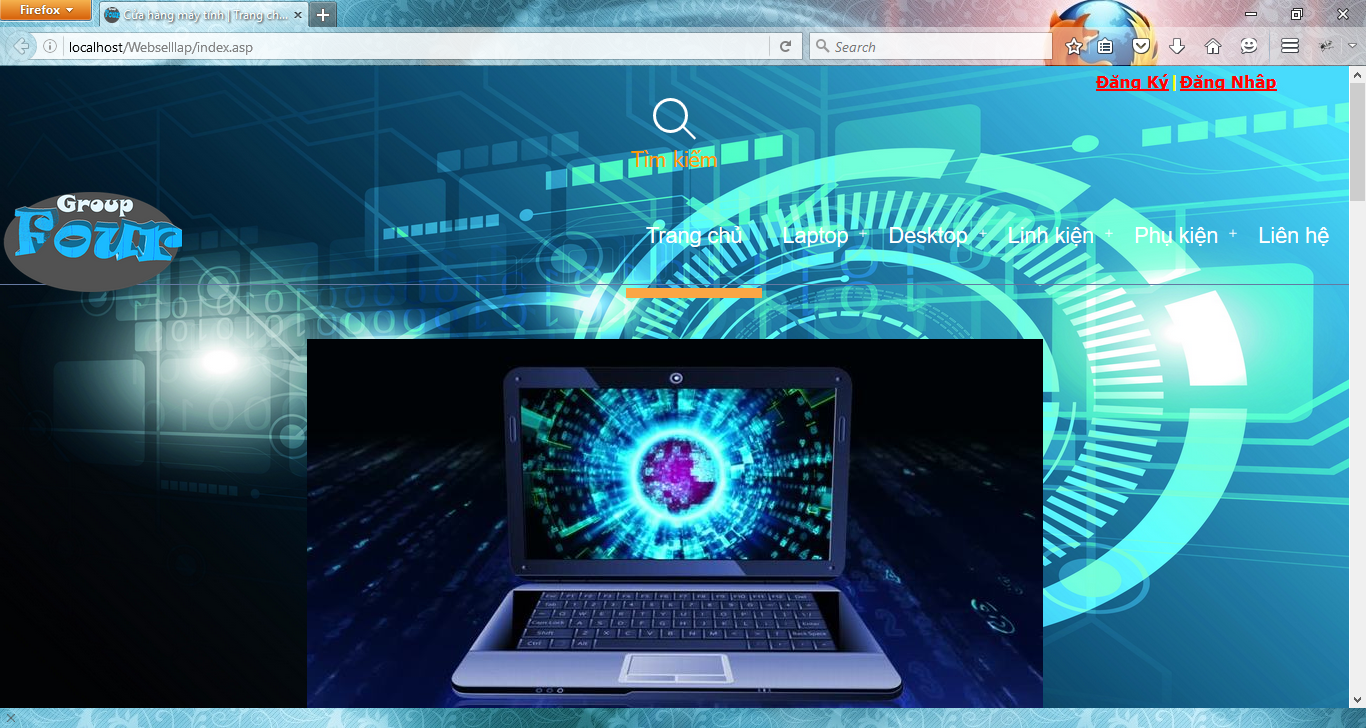 Firefox
Cửa hàng máy tính | Trang ch...
localhost/Webselllap/index.asp
Search
Đăng Ký | Đăng Nhập
Tìm kiếm
Group
Four
Trang chủ Laptop + Desktop + Linh kiện + Phụ kiện + Liên hệ